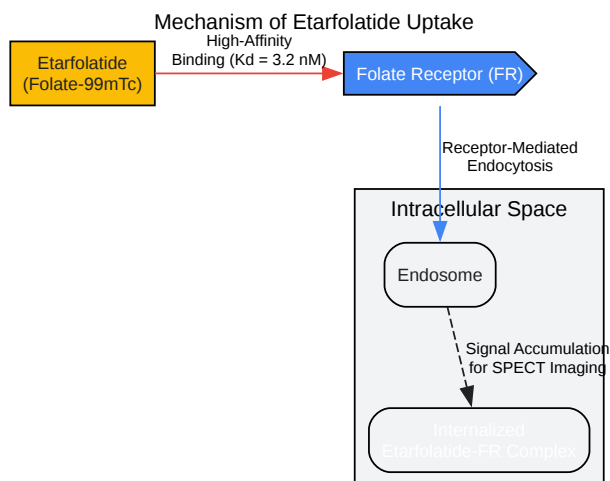 Mechanism of Etarfolatide Uptake
Etarfolatide
(Folate-99mTc)
High-Affinity
Binding (Kd = 3.2 nM)
Folate Receptor (FR)
Receptor-Mediated
Endocytosis
Intracellular Space
Endosome
Signal Accumulation
for SPECT Imaging
Internalized
Etarfolatide-FR Complex